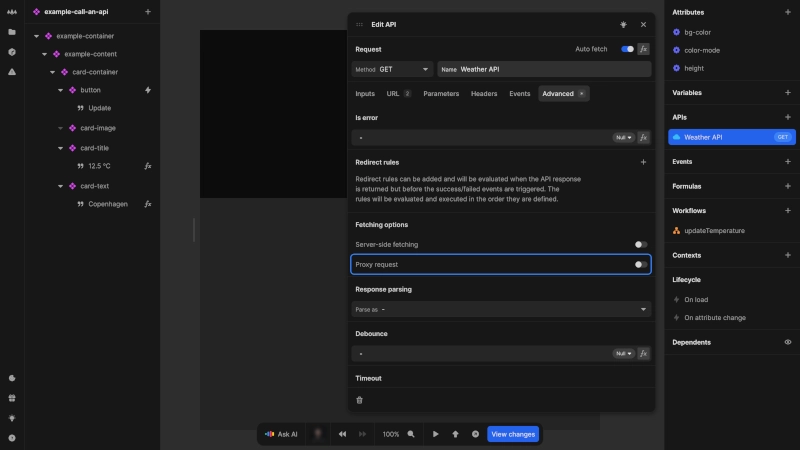 example-call-an-api
example-container
example-content
card-container
button
Update
card-image
card-title
12.5 °C
card-text
Copenhagen
Edit API
Request
Auto fetch
fx
Method GET
Name Weather API
Inputs
URL 2
Parameters
Headers
Events
Advanced
Is error
Null
fx
Redirect rules
Redirect rules can be added and will be evaluated when the API response
is returned but before the success/failed events are triggered. The
rules will be evaluated and executed in the order they are defined.
Fetching options
Server-side fetching
Proxy request
Response parsing
Parse as -
Debounce
Null
fx
Timeout
Ask AI
100%
View changes
Attributes
bg-color
color-mode
height
Variables
APIs
Weather API GET
Events
Formulas
Workflows
updateTemperature
Contexts
Lifecycle
On load
On attribute change
Dependents